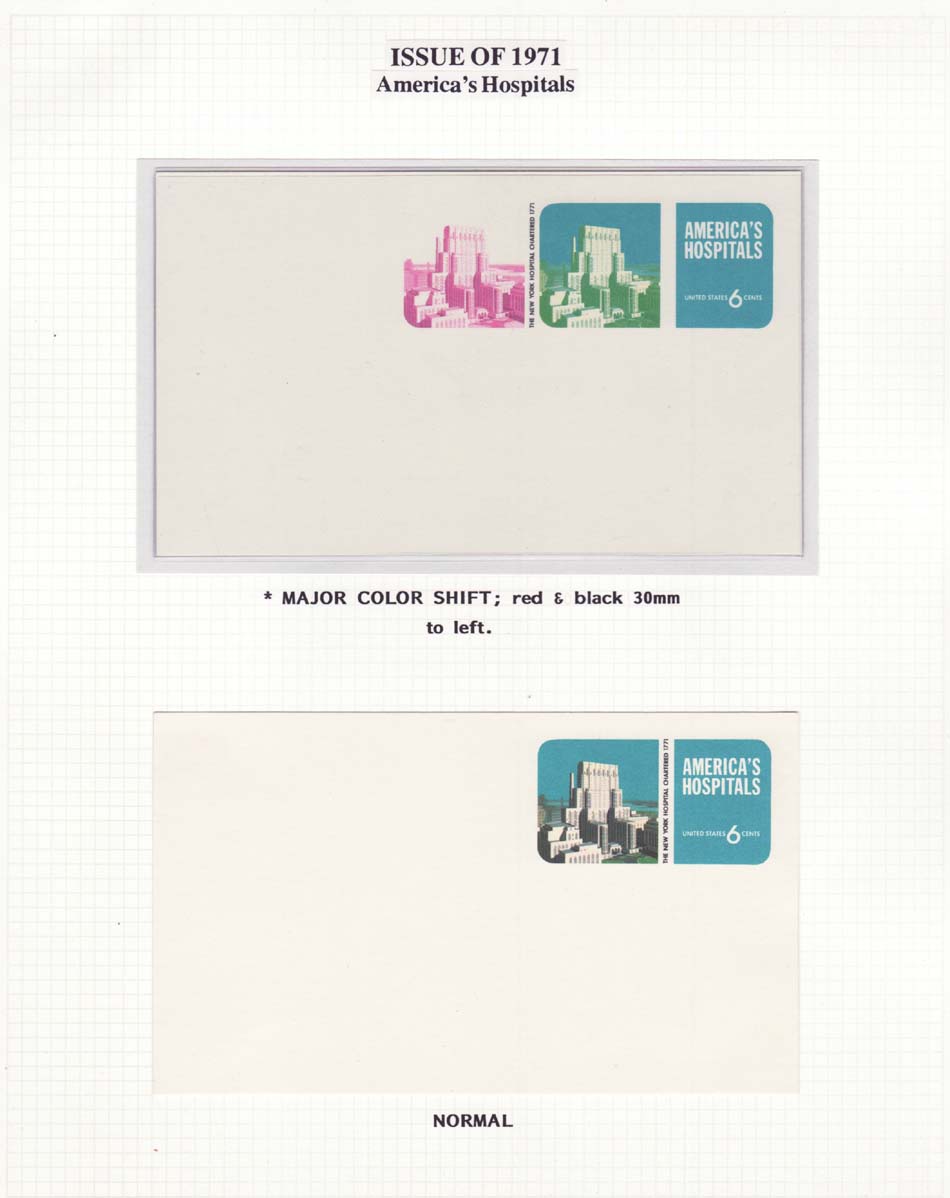 ISSUE OF 1971
America's Hospitals
THE NEW YORK HOSPITAL CHARTERED 1771
AMERICA'S
HOSPITALS
UNITED STATES 6 CENTS
* MAJOR COLOR SHIFT; red & black 30mm
to left.
THE NEW YORK HOSPITAL CHARTERED 1771
AMERICA'S
HOSPITALS
UNITED STATES 6 CENTS
NORMAL